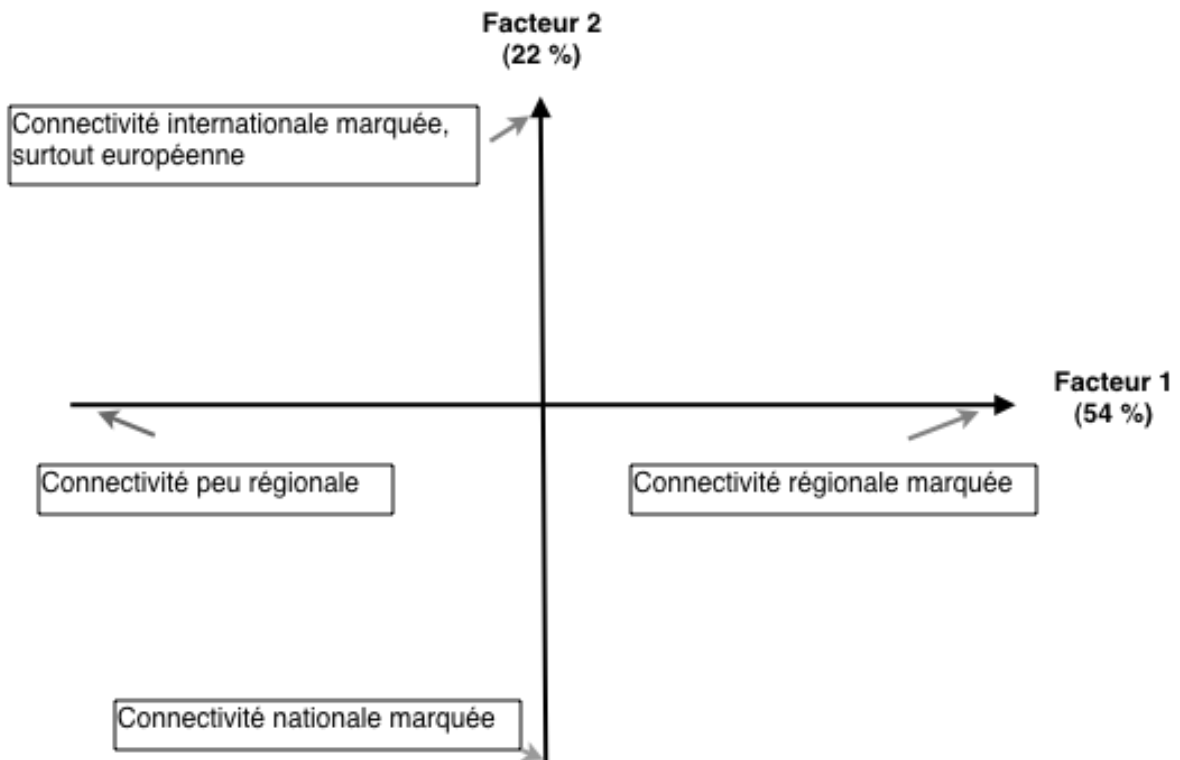 Facteur 2
(22 %)
Connectivité internationale marquée,
surtout européenne
Facteur 1
(54 %)
Connectivité peu régionale
Connectivité régionale marquée
Connectivité nationale marquée